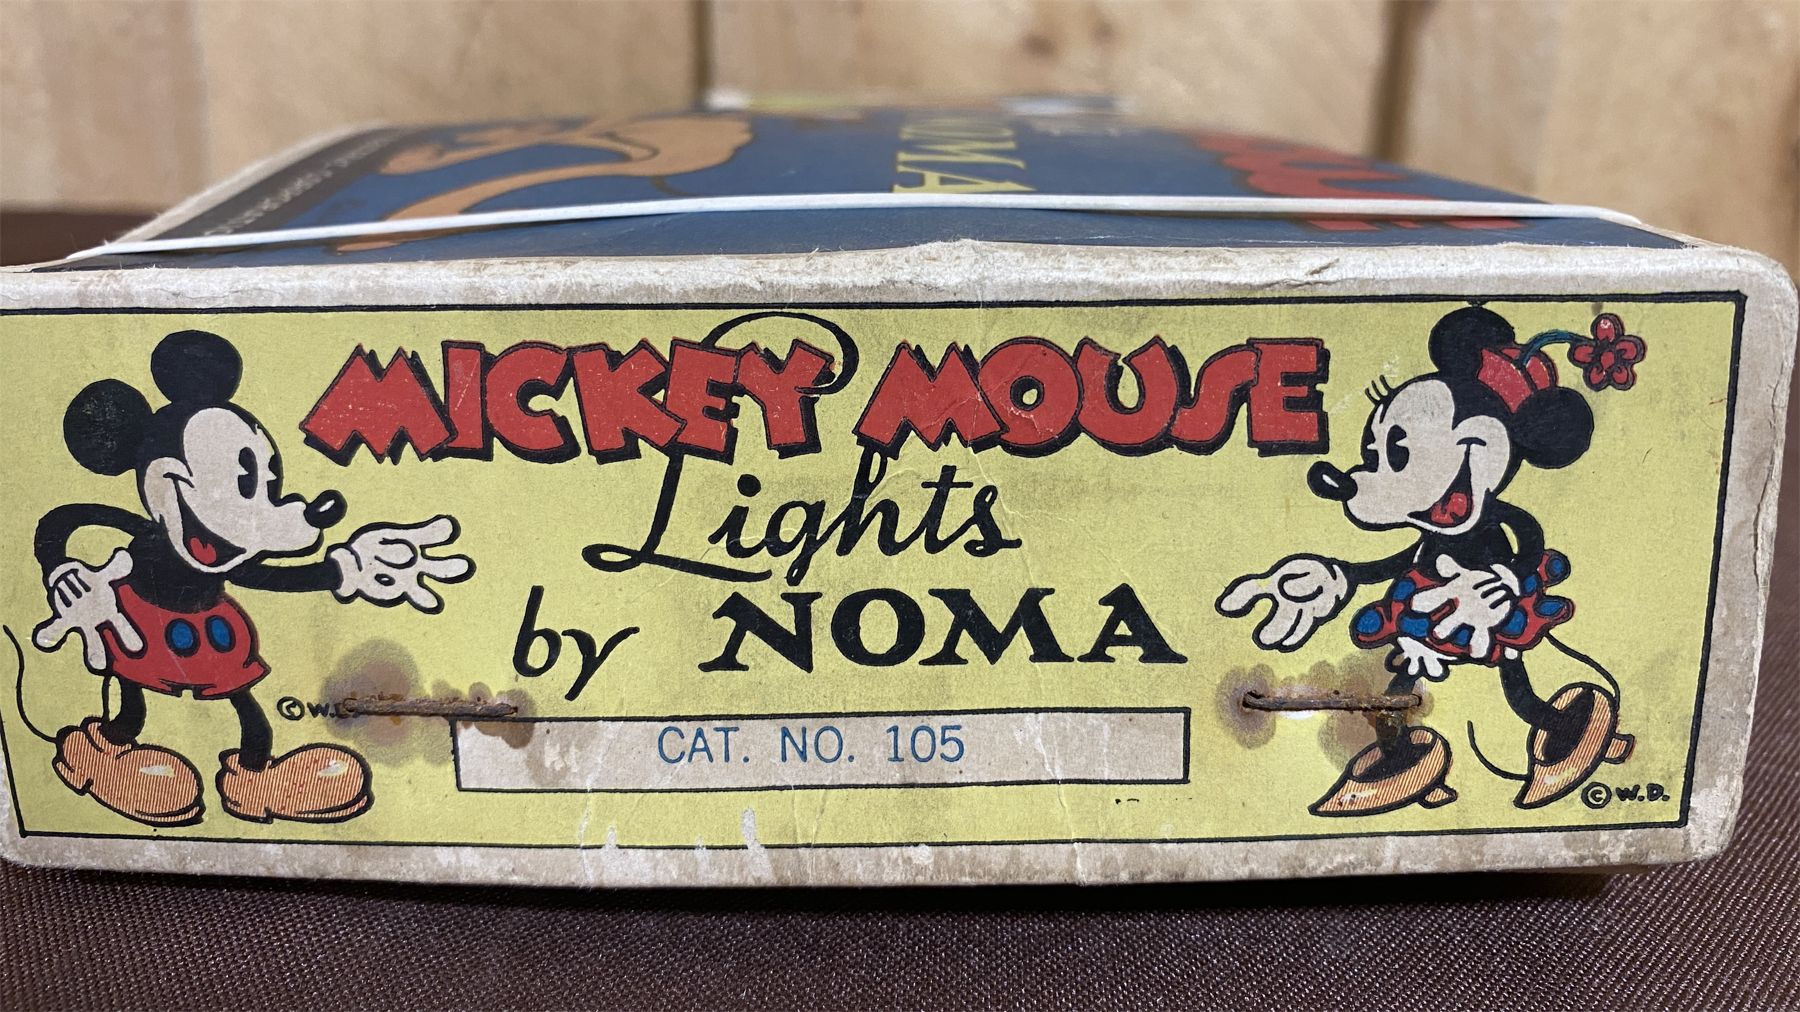 NOMA
MICKEY MOUSE
Lights
by NOMA
© W.D.
CAT. NO. 105
© W.D.